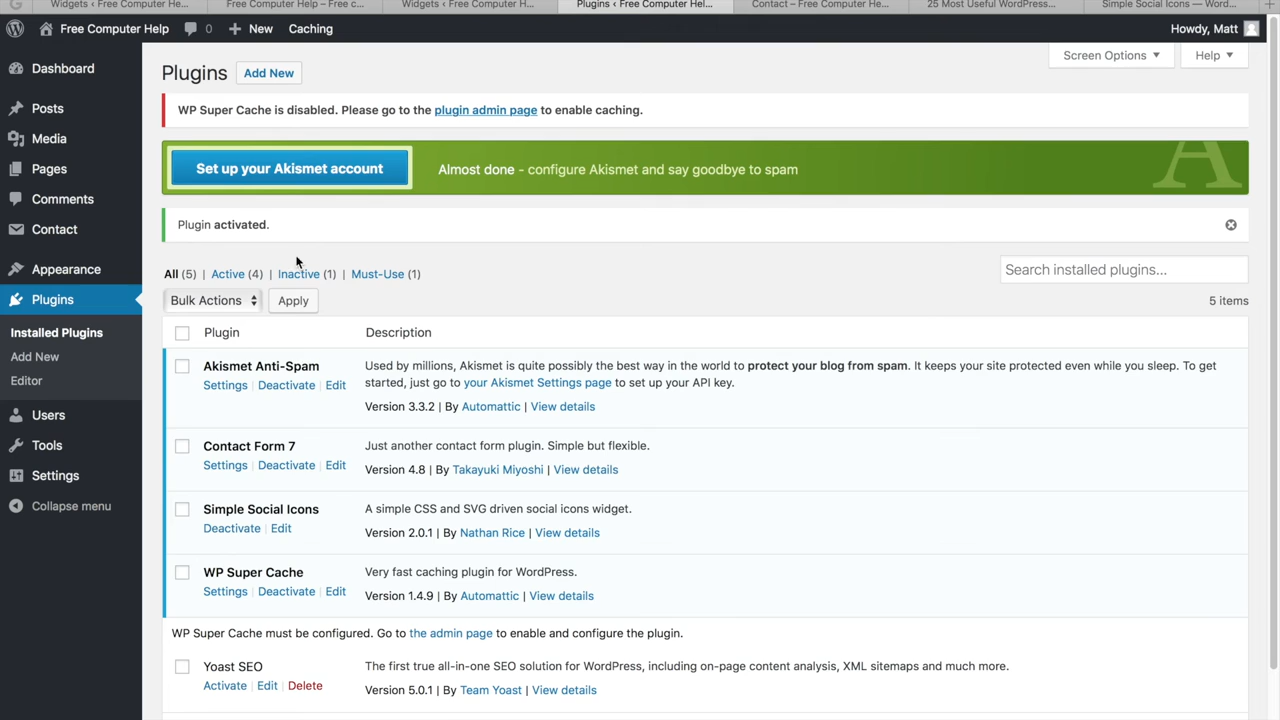 Widgets ‹ Free Computer He...
Free Computer Help – Free c...
Widgets ‹ Free Computer He...
Plugins ‹ Free Computer Hel...
Contact – Free Computer He...
25 Most Useful WordPress...
Simple Social Icons — Word...
Free Computer Help 0 New Caching Howdy, Matt
Screen Options Help
Dashboard
Posts
Media
Pages
Comments
Contact
Appearance
Plugins
Installed Plugins
Add New
Editor
Users
Tools
Settings
Collapse menu
Plugins Add New
WP Super Cache is disabled. Please go to the plugin admin page to enable caching.
Set up your Akismet account Almost done - configure Akismet and say goodbye to spam
Plugin activated.
All (5) | Active (4) | Inactive (1) | Must-Use (1)
Search installed plugins...
Bulk Actions Apply 5 items
Plugin Description
Akismet Anti-Spam
Settings | Deactivate | Edit
Used by millions, Akismet is quite possibly the best way in the world to protect your blog from spam. It keeps your site protected even while you sleep. To get
started, just go to your Akismet Settings page to set up your API key.
Version 3.3.2 | By Automattic | View details
Contact Form 7
Settings | Deactivate | Edit
Just another contact form plugin. Simple but flexible.
Version 4.8 | By Takayuki Miyoshi | View details
Simple Social Icons
Deactivate | Edit
A simple CSS and SVG driven social icons widget.
Version 2.0.1 | By Nathan Rice | View details
WP Super Cache
Settings | Deactivate | Edit
Very fast caching plugin for WordPress.
Version 1.4.9 | By Automattic | View details
WP Super Cache must be configured. Go to the admin page to enable and configure the plugin.
Yoast SEO
Activate | Edit | Delete
The first true all-in-one SEO solution for WordPress, including on-page content analysis, XML sitemaps and much more.
Version 5.0.1 | By Team Yoast | View details